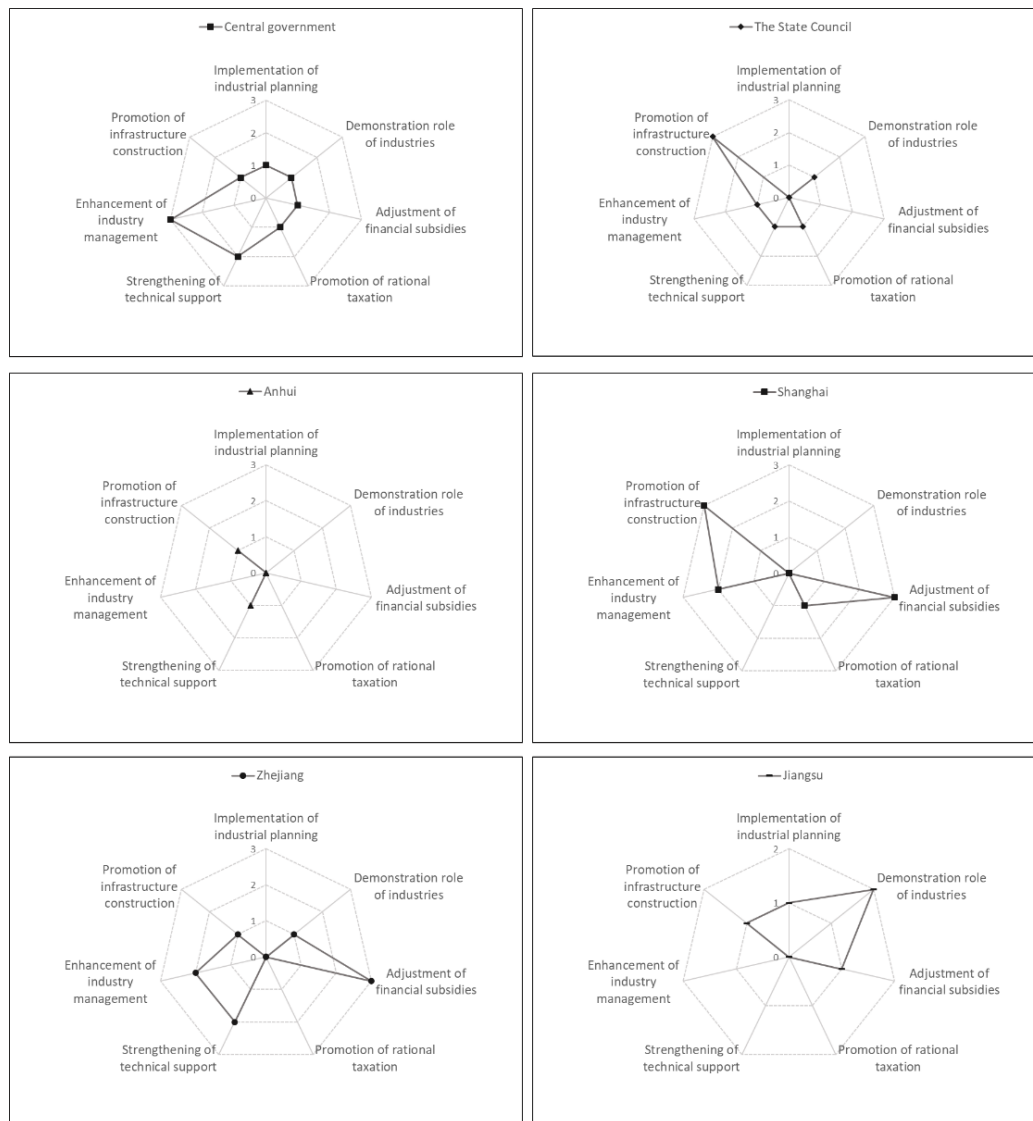 Central government
Implementation of
industrial planning
3
2
1
0
Demonstration role
of industries
Adjustment of
financial subsidies
Promotion of rational
taxation
Strengthening of
technical support
Enhancement of
industry
management
Promotion of
infrastructure
construction
The State Council
Implementation of
industrial planning
3
2
1
0
Demonstration role
of industries
Adjustment of
financial subsidies
Promotion of rational
taxation
Strengthening of
technical support
Enhancement of
industry
management
Promotion of
infrastructure
construction
Anhui
Implementation of
industrial planning
3
2
1
0
Demonstration role
of industries
Adjustment of
financial subsidies
Promotion of rational
taxation
Strengthening of
technical support
Enhancement of
industry
management
Promotion of
infrastructure
construction
Shanghai
Implementation of
industrial planning
3
2
1
0
Demonstration role
of industries
Adjustment of
financial subsidies
Promotion of rational
taxation
Strengthening of
technical support
Enhancement of
industry
management
Promotion of
infrastructure
construction
Zhejiang
Implementation of
industrial planning
3
2
1
0
Demonstration role
of industries
Adjustment of
financial subsidies
Promotion of rational
taxation
Strengthening of
technical support
Enhancement of
industry
management
Promotion of
infrastructure
construction
Jiangsu
Implementation of
industrial planning
2
1
0
Demonstration role
of industries
Adjustment of
financial subsidies
Promotion of rational
taxation
Strengthening of
technical support
Enhancement of
industry
management
Promotion of
infrastructure
construction